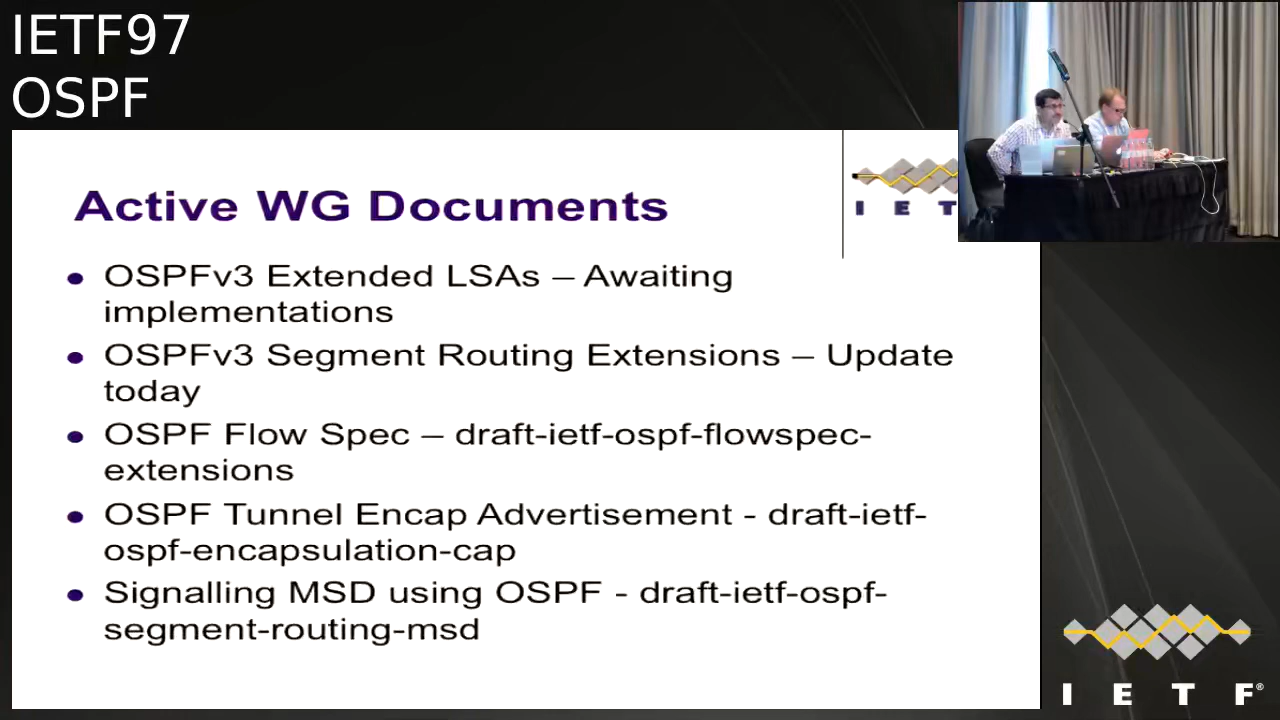 IETF97
OSPF
Active WG Documents
I E T
• OSPFv3 Extended LSAs – Awaiting
implementations
• OSPFv3 Segment Routing Extensions – Update
today
• OSPF Flow Spec – draft-ietf-ospf-flowspec-
extensions
• OSPF Tunnel Encap Advertisement - draft-ietf-
ospf-encapsulation-cap
• Signalling MSD using OSPF - draft-ietf-ospf-
segment-routing-msd
I E T F®